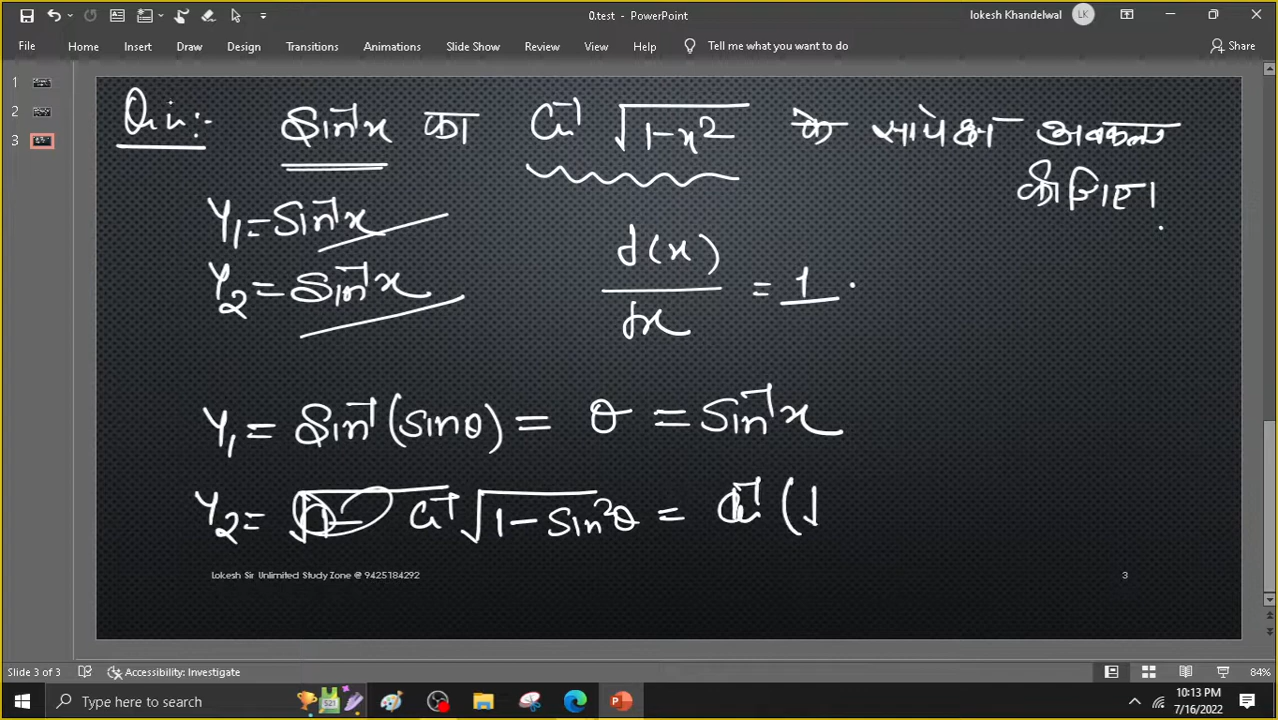 lokesh Khandelwal LK
0.test - PowerPoint
File Home Insert Draw Design Transitions Animations Slide Show Review View Help Tell me what you want to do Share
1
2
3
Sin⁻¹x का Cos⁻¹ √1-x² के सापेक्ष अवकलन
कीजिए।
Y₁ = Sin⁻¹x
Y₂ = Sin⁻¹x
d(x)/dx = 1
Y₁ = Sin⁻¹(sinθ) = θ = Sin⁻¹x
Y₂ = Cos⁻¹ √1-Sin²θ = Cos⁻¹(√
Lokesh Sir Unlimited Study Zone @ 9425184292 3
Slide 3 of 3 Accessibility: Investigate 84%
Type here to search 10:13 PM
7/16/2022